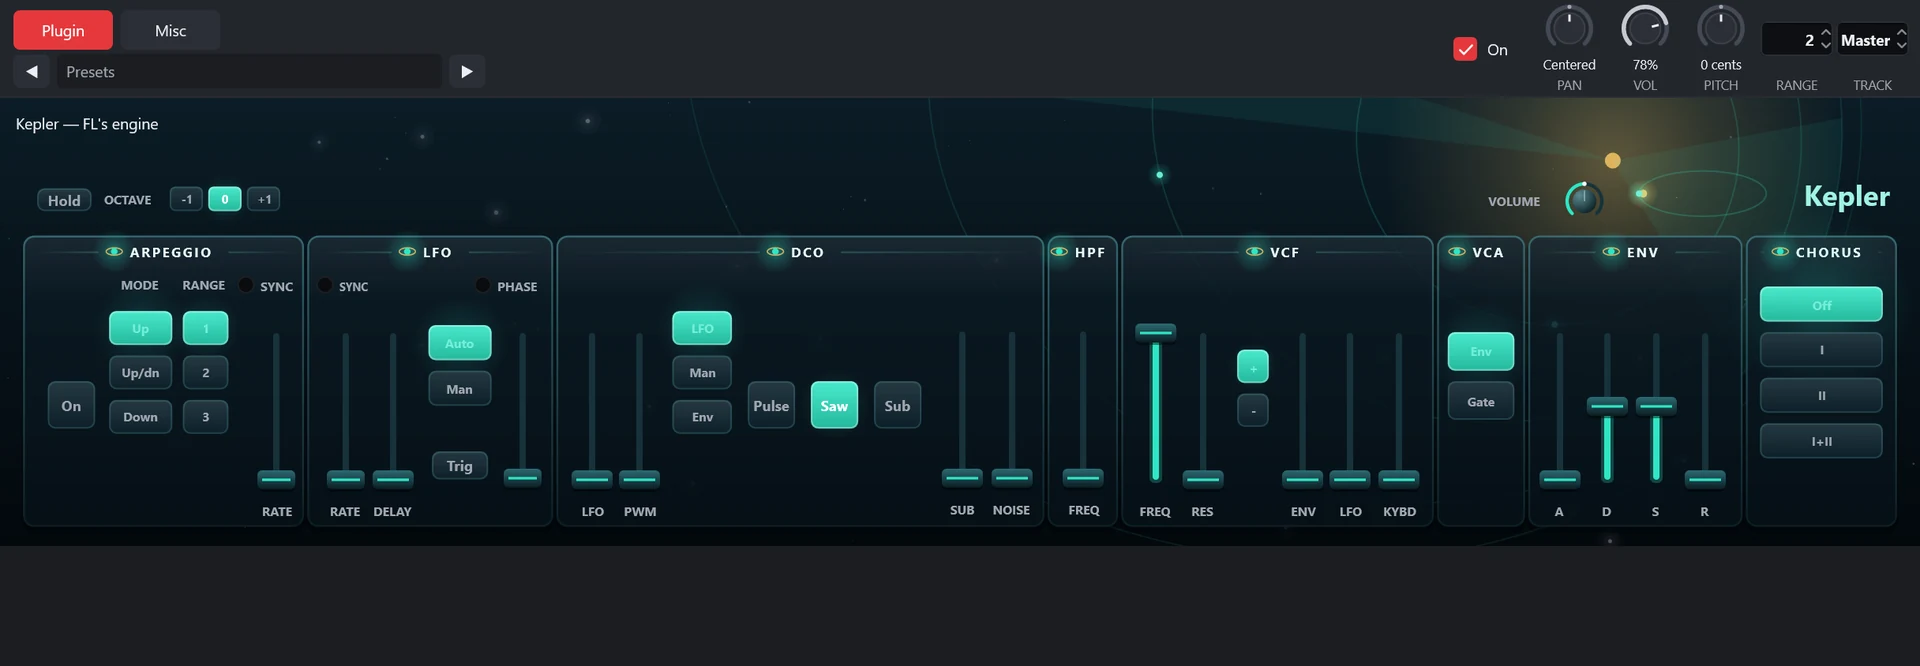 Plugin
Misc
Presets
On
Centered
PAN
78%
VOL
0 cents
PITCH
2
RANGE
Master
TRACK
Kepler — FL's engine
Hold
OCTAVE
-1
0
+1
VOLUME
Kepler
ARPEGGIO
MODE
RANGE
SYNC
Up
1
Up/dn
2
Down
3
On
RATE
LFO
SYNC
PHASE
Auto
Man
Trig
RATE
DELAY
DCO
LFO
Man
Env
Pulse
Saw
Sub
LFO
PWM
SUB
NOISE
HPF
FREQ
VCF
+
-
FREQ
RES
ENV
LFO
KYBD
VCA
Env
Gate
ENV
A
D
S
R
CHORUS
Off
I
II
I+II